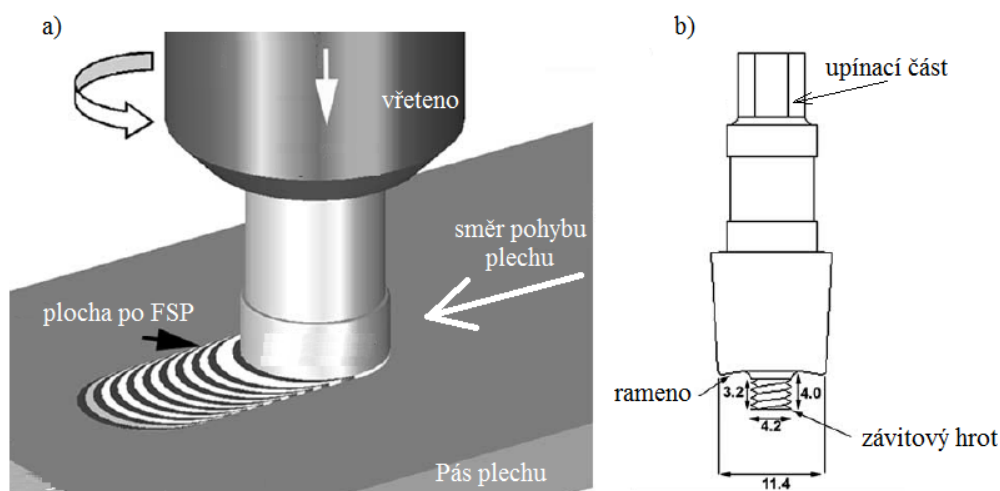 a)
vřeteno
směr pohybu
plechu
plocha po FSP
Pás plechu
b)
upínací část
rameno
3.2
4.0
4.2
závitový hrot
11.4